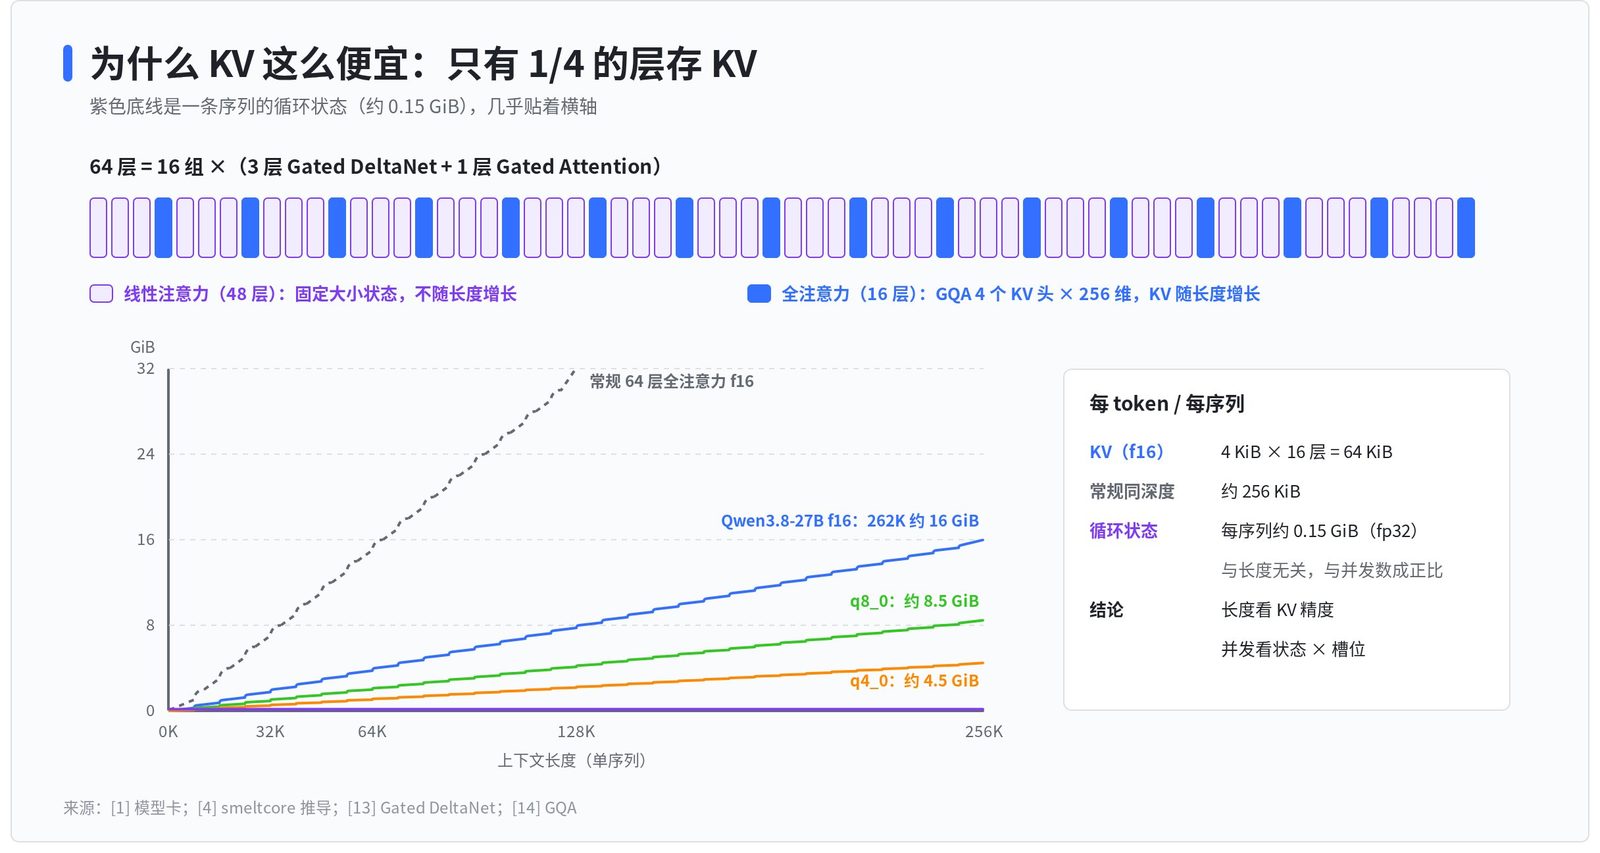 为什么 KV 这么便宜：只有 1/4 的层存 KV
紫色底线是一条序列的循环状态（约 0.15 GiB），几乎贴着横轴
64 层 = 16 组 ×（3 层 Gated DeltaNet + 1 层 Gated Attention）
线性注意力（48 层）：固定大小状态，不随长度增长
全注意力（16 层）：GQA 4 个 KV 头 × 256 维，KV 随长度增长
GiB
32
24
16
8
0
常规 64 层全注意力 f16
Qwen3.8-27B f16：262K 约 16 GiB
q8_0：约 8.5 GiB
q4_0：约 4.5 GiB
0K
32K
64K
128K
256K
上下文长度（单序列）
每 token / 每序列
KV（f16） 4 KiB × 16 层 = 64 KiB
常规同深度 约 256 KiB
循环状态 每序列约 0.15 GiB（fp32）
与长度无关，与并发数成正比
结论 长度看 KV 精度
并发看状态 × 槽位
来源：[1] 模型卡；[4] smeltcore 推导；[13] Gated DeltaNet；[14] GQA